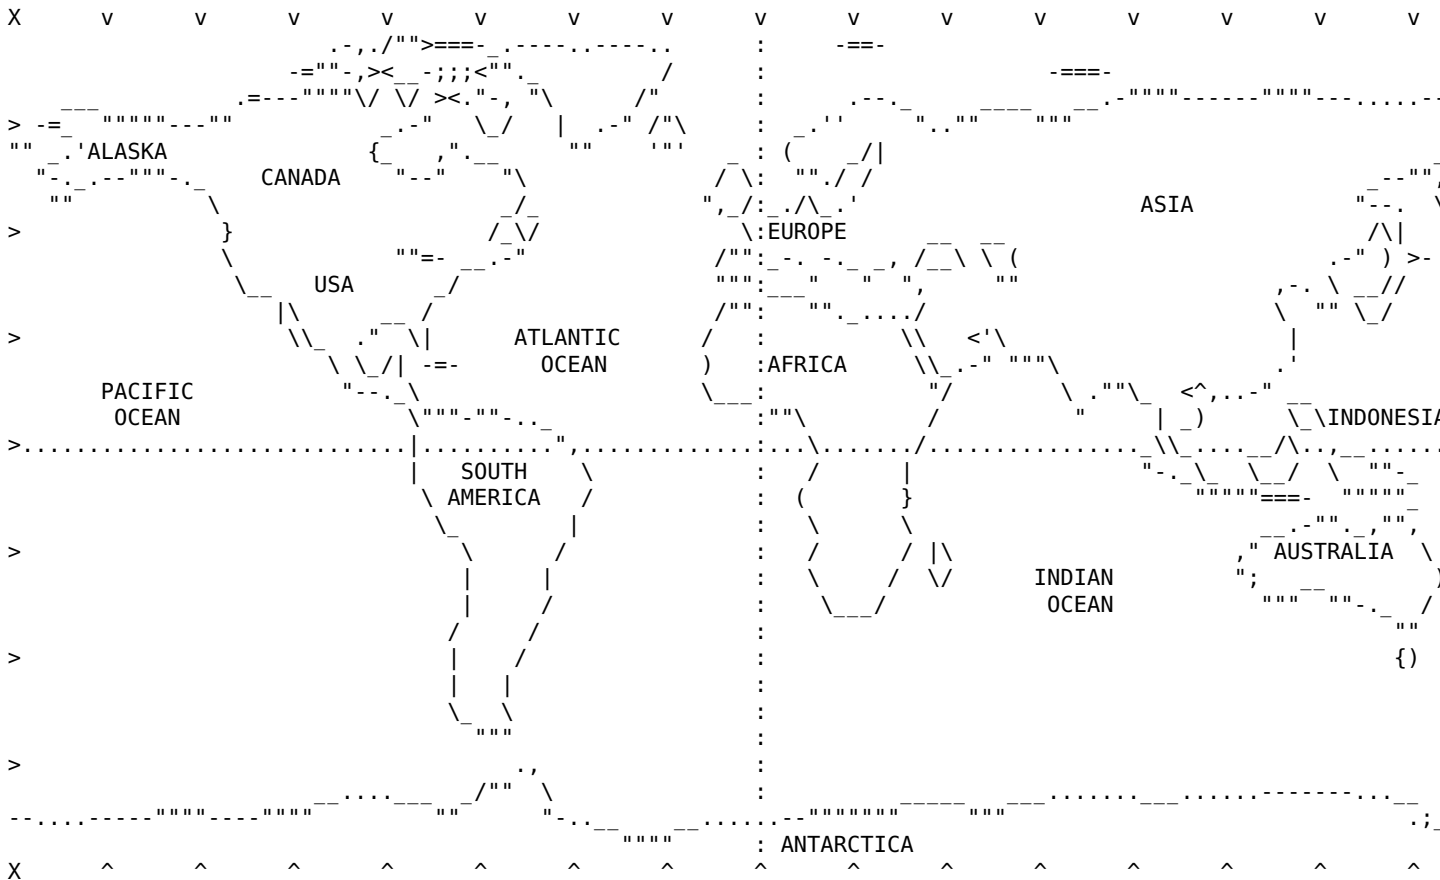 ALASKA
CANADA
ASIA
EUROPE
USA
ATLANTIC
OCEAN
AFRICA
PACIFIC
OCEAN
INDONESIA
SOUTH
AMERICA
AUSTRALIA
INDIAN
OCEAN
ANTARCTICA